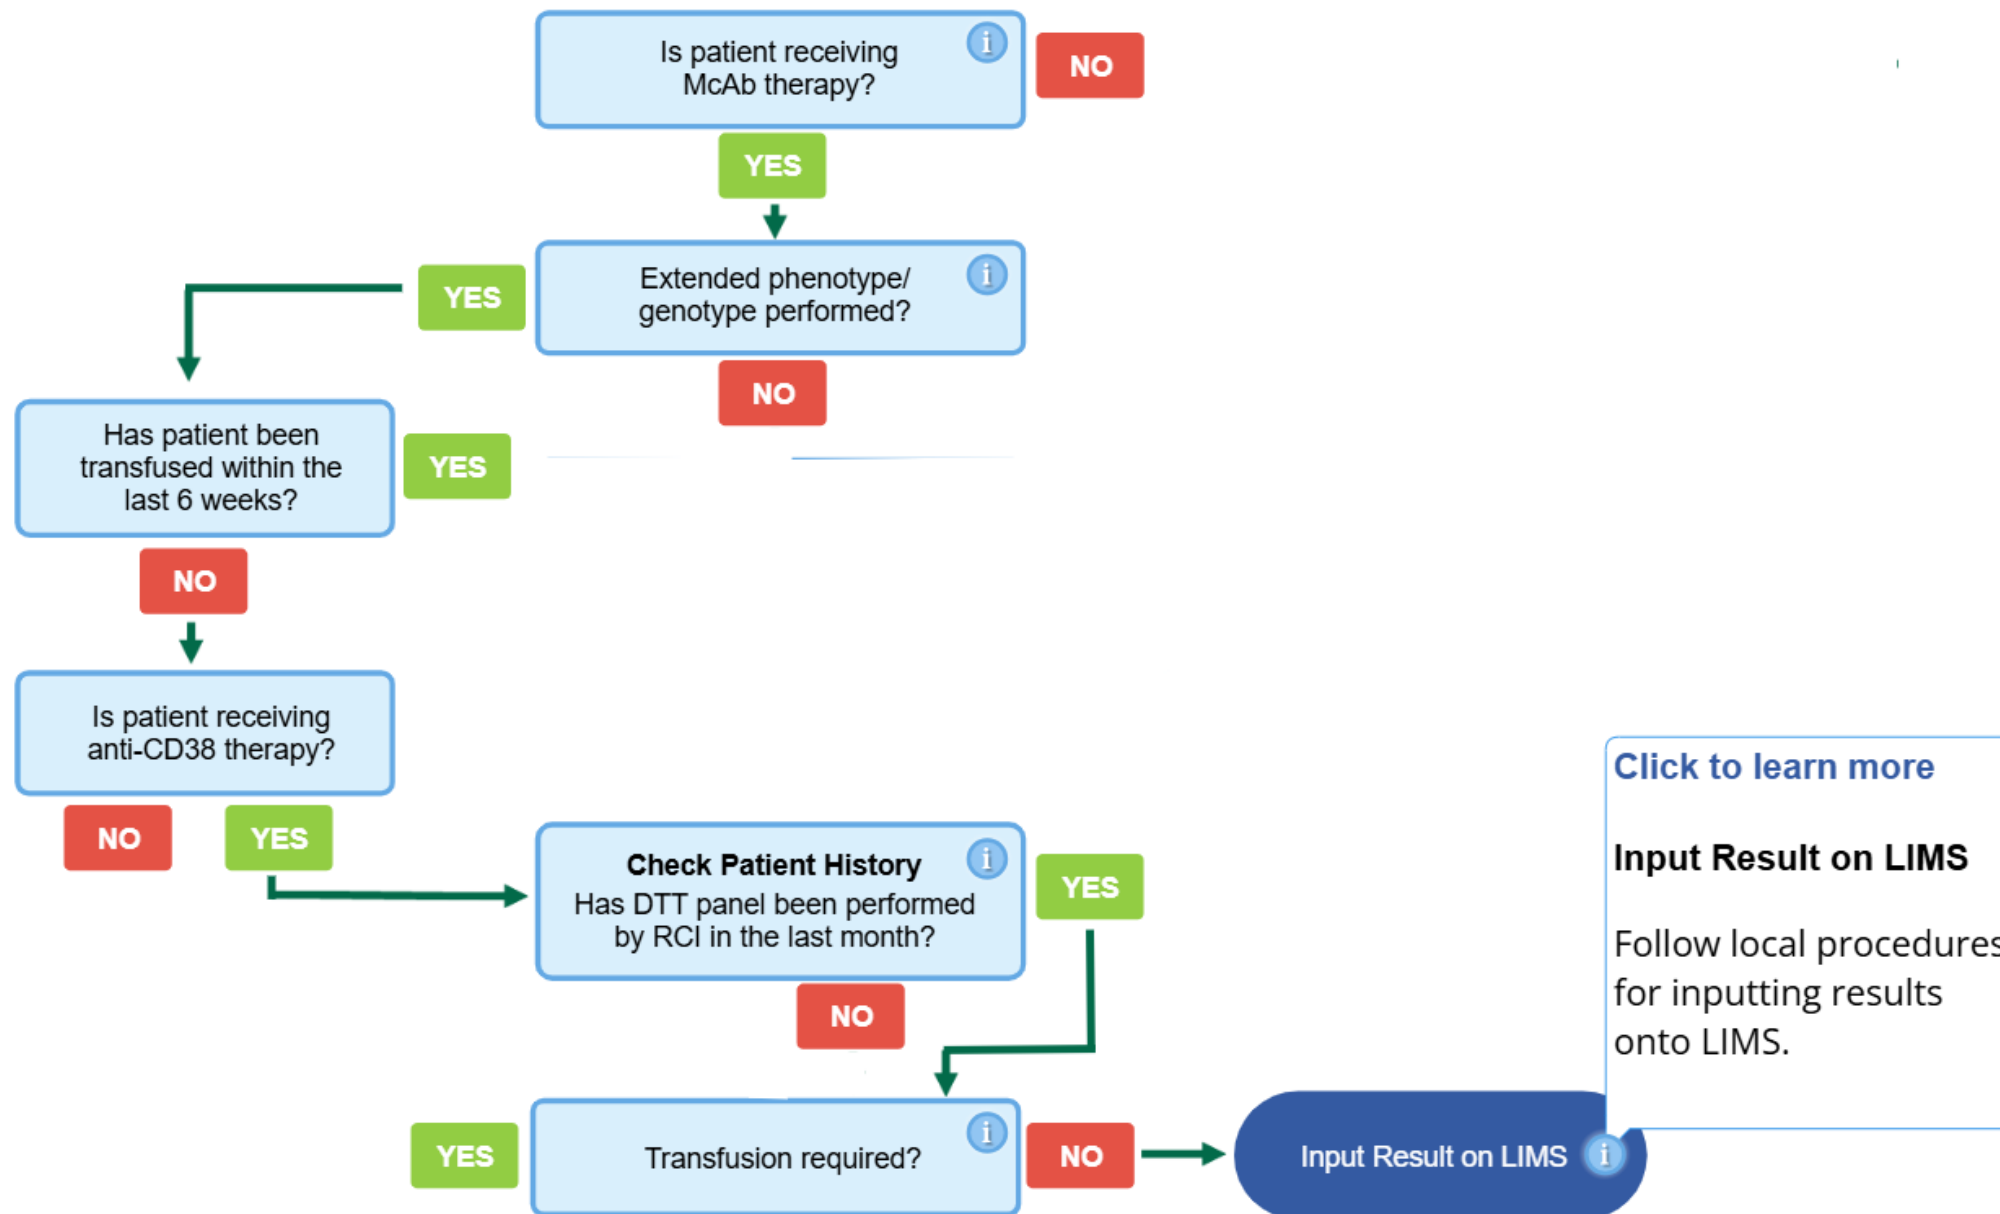 Is patient receiving
McAb therapy?
NO
YES
Extended phenotype/
genotype performed?
YES
NO
Has patient been
transfused within the
last 6 weeks?
YES
NO
Is patient receiving
anti-CD38 therapy?
NO
YES
Check Patient History
Has DTT panel been performed
by RCI in the last month?
YES
NO
Transfusion required?
YES
NO
Input Result on LIMS
Click to learn more
Input Result on LIMS
Follow local procedures
for inputting results
onto LIMS.